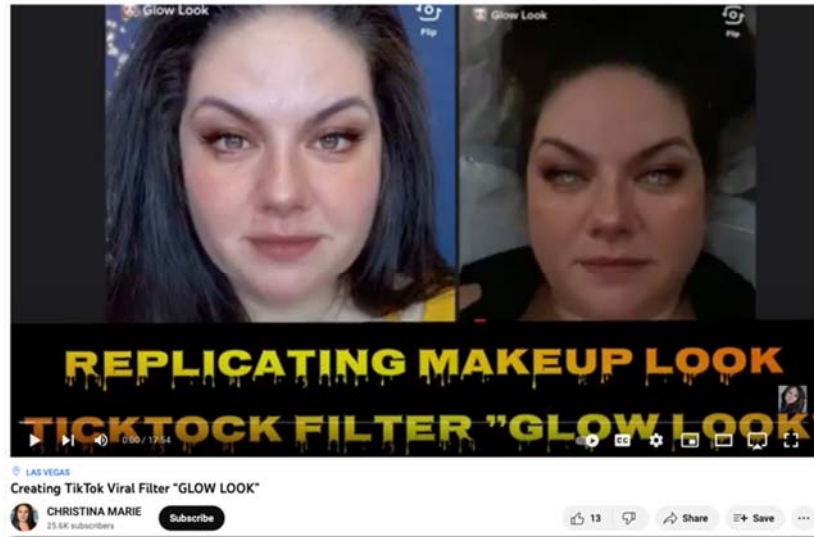 Glow Look
Flip
Glow Look
Flip
REPLICATING MAKEUP LOOK
TICKTOCK FILTER "GLOW LOOK"
0:00 / 17:54
CC
LAS VEGAS
Creating TikTok Viral Filter “GLOW LOOK”
CHRISTINA MARIE
25.6K subscribers
Subscribe
13
Share
Save